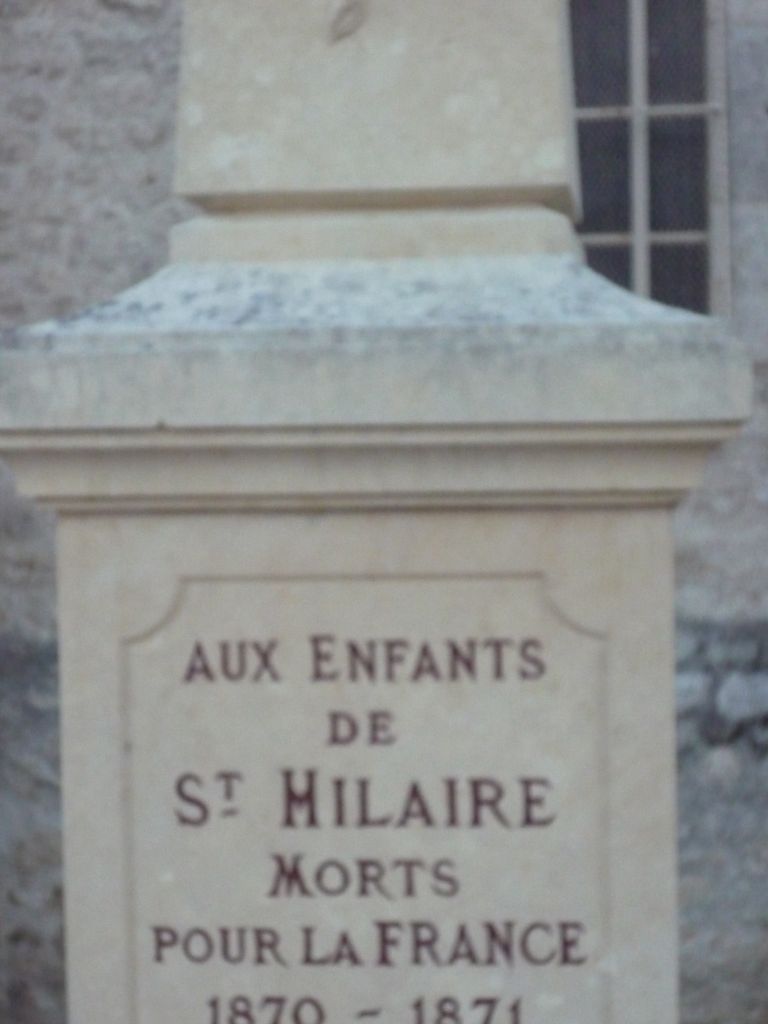 AUX ENFANTS
DE
ST HILAIRE
MORTS
POUR LA FRANCE
1870 - 1871